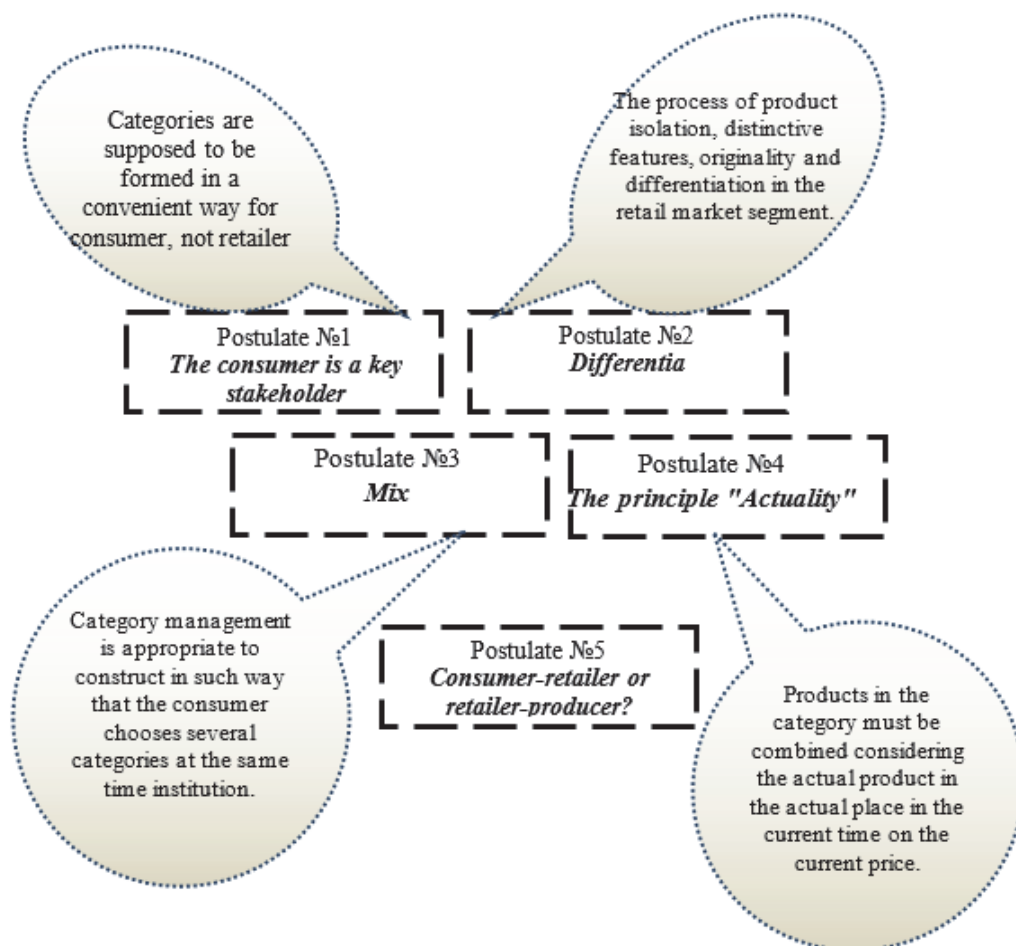 Categories are
supposed to be
formed in a
convenient way for
consumer, not retailer
The process of product
isolation, distinctive
features, originality and
differentiation in the
retail market segment.
Postulate №1
The consumer is a key
stakeholder
Postulate №2
Differentia
Postulate №3
Mix
Postulate №4
The principle "Actuality"
Category management
is appropriate to
construct in such way
that the consumer
chooses several
categories at the same
time institution.
Postulate №5
Consumer-retailer or
retailer-producer?
Products in the
category must be
combined considering
the actual product in
the actual place in the
current time on the
current price.